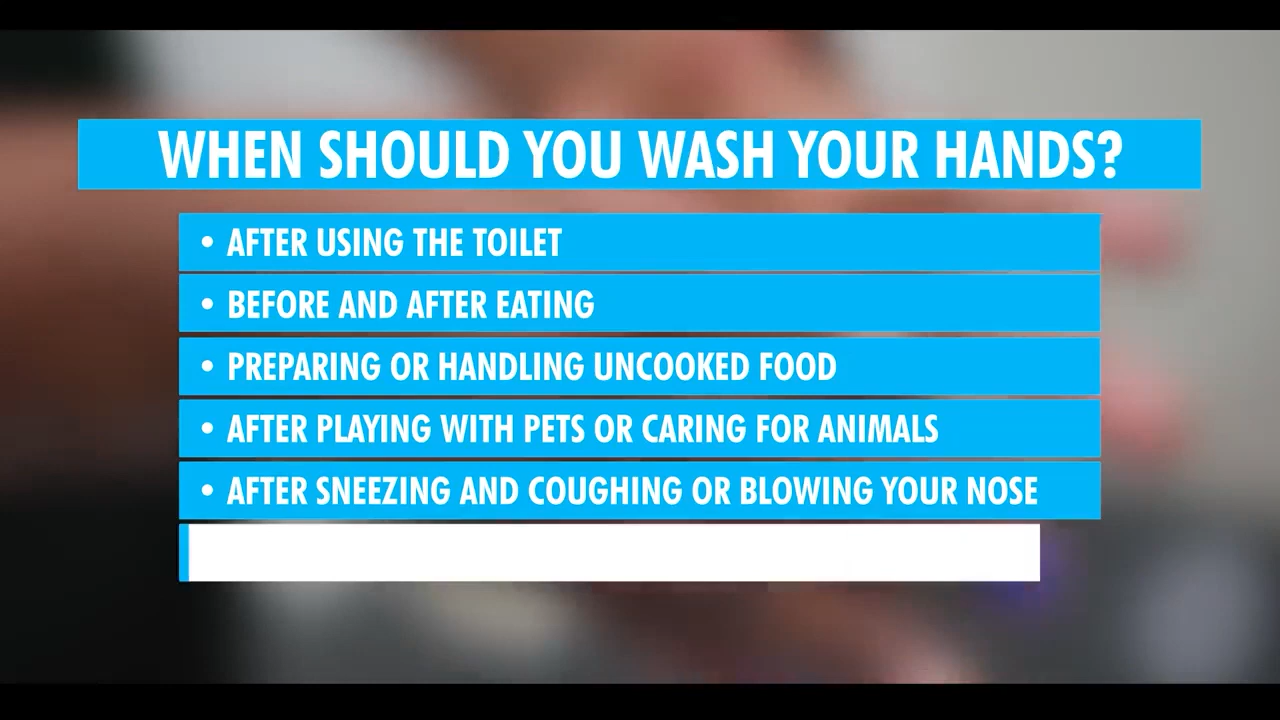 WHEN SHOULD YOU WASH YOUR HANDS?
• AFTER USING THE TOILET
• BEFORE AND AFTER EATING
• PREPARING OR HANDLING UNCOOKED FOOD
• AFTER PLAYING WITH PETS OR CARING FOR ANIMALS
• AFTER SNEEZING AND COUGHING OR BLOWING YOUR NOSE